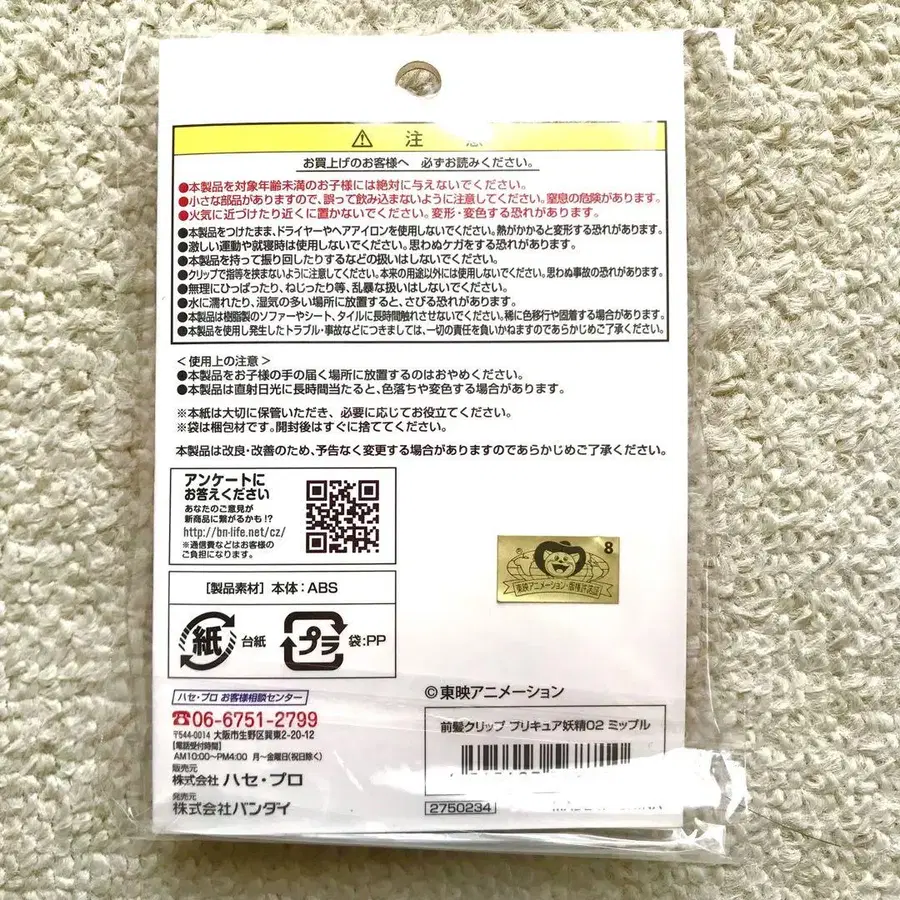 ⚠ 注 意
お買上げのお客様へ 必ずお読みください。
●本製品を対象年齢未満のお子様には絶対に与えないでください。
●小さな部品がありますので、誤って飲み込まないように注意してください。窒息の危険があります。
●火気に近づけたり近くに置かないでください。変形・変色する恐れがあります。
●本製品をつけたまま、ドライヤーやヘアアイロンを使用しないでください。熱がかかると変形する恐れがあります。
●激しい運動や就寝時は使用しないでください。思わぬケガをする恐れがあります。
●本製品を持って振り回したりするなどの扱いはしないでください。
●クリップで指等を挟まないように注意してください。本来の用途以外には使用しないでください。思わぬ事故の恐れがあります。
●無理にひっぱったり、ねじったり等、乱暴な扱いはしないでください。
●水に濡れたり、湿気の多い場所に放置すると、さびる恐れがあります。
●本製品は樹脂製のソファーやシート、タイルに長時間触れさせないでください。稀に色移行や固着する場合があります。
●本製品を使用し発生したトラブル・事故などにつきましては、一切の責任を負いかねますのであらかじめご了承ください。
＜使用上の注意＞
●本製品をお子様の手の届く場所に放置するのはおやめください。
●本製品は直射日光に長時間当たると、色落ちや変色する場合があります。
※本紙は大切に保管いただき、必要に応じてお役立てください。
※袋は梱包材です。開封後はすぐに捨ててください。
本製品は改良・改善のため、予告なく変更する場合がありますのであらかじめご了承ください。
アンケートに
お答えください
あなたのご意見が
新商品に繋がるかも!?
http://bn-life.net/cz/
※通信費などはお客様の
ご負担になります。
8
東映アニメーション・版権許諾証
[製品素材] 本体:ABS
紙 台紙 プラ 袋:PP
ハセ・プロ お客様相談センター
☎06-6751-2799
〒544-0014 大阪市生野区巽東2-20-12
【電話受付時間】
AM10:00~PM4:00 月~金曜日(祝日除く)
販売元
株式会社 ハセ・プロ
発売元
株式会社バンダイ
©東映アニメーション
前髪クリップ プリキュア妖精02 ミップル
2750234